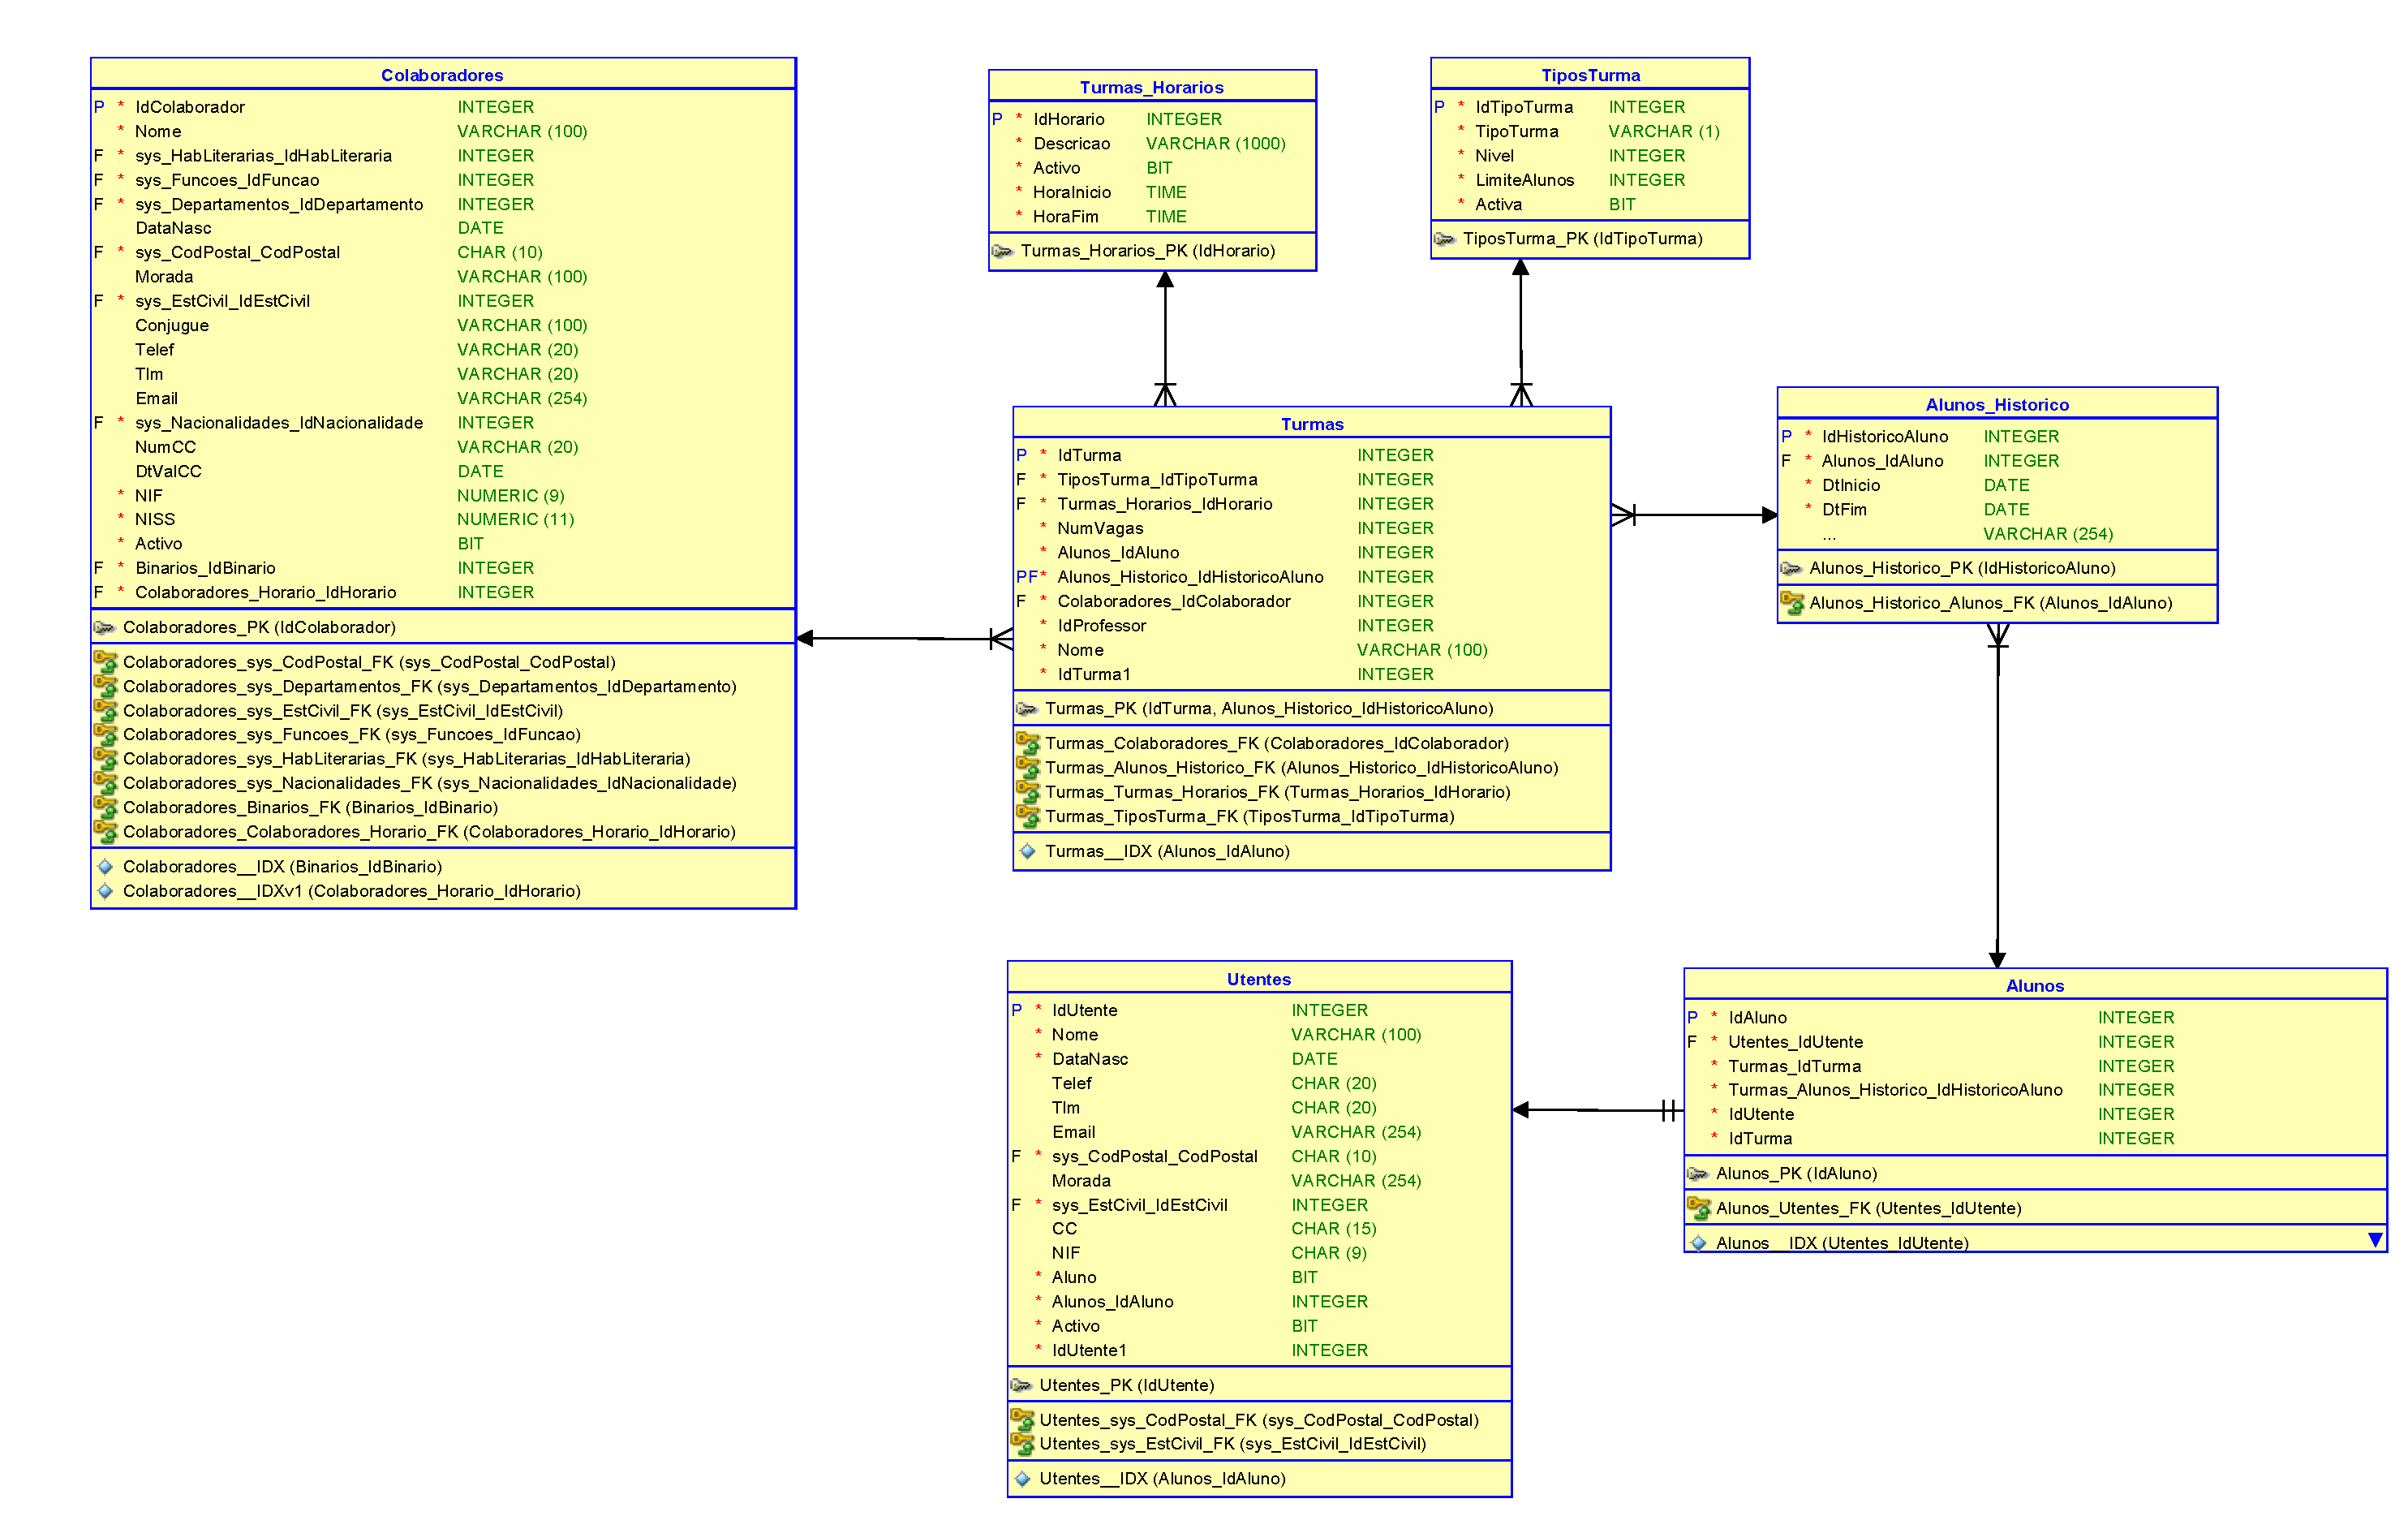 Colaboradores
P * IdColaborador INTEGER
* Nome VARCHAR (100)
F * sys_HabLiterarias_IdHabLiteraria INTEGER
F * sys_Funcoes_IdFuncao INTEGER
F * sys_Departamentos_IdDepartamento INTEGER
DataNasc DATE
F * sys_CodPostal_CodPostal CHAR (10)
Morada VARCHAR (100)
F * sys_EstCivil_IdEstCivil INTEGER
Conjugue VARCHAR (100)
Telef VARCHAR (20)
Tlm VARCHAR (20)
Email VARCHAR (254)
F * sys_Nacionalidades_IdNacionalidade INTEGER
NumCC VARCHAR (20)
DtValCC DATE
* NIF NUMERIC (9)
* NISS NUMERIC (11)
* Activo BIT
F * Binarios_IdBinario INTEGER
F * Colaboradores_Horario_IdHorario INTEGER
Colaboradores_PK (IdColaborador)
Colaboradores_sys_CodPostal_FK (sys_CodPostal_CodPostal)
Colaboradores_sys_Departamentos_FK (sys_Departamentos_IdDepartamento)
Colaboradores_sys_EstCivil_FK (sys_EstCivil_IdEstCivil)
Colaboradores_sys_Funcoes_FK (sys_Funcoes_IdFuncao)
Colaboradores_sys_HabLiterarias_FK (sys_HabLiterarias_IdHabLiteraria)
Colaboradores_sys_Nacionalidades_FK (sys_Nacionalidades_IdNacionalidade)
Colaboradores_Binarios_FK (Binarios_IdBinario)
Colaboradores_Colaboradores_Horario_FK (Colaboradores_Horario_IdHorario)
Colaboradores__IDX (Binarios_IdBinario)
Colaboradores__IDXv1 (Colaboradores_Horario_IdHorario)
Turmas_Horarios
P * IdHorario INTEGER
* Descricao VARCHAR (1000)
* Activo BIT
* HoraInicio TIME
* HoraFim TIME
Turmas_Horarios_PK (IdHorario)
TiposTurma
P * IdTipoTurma INTEGER
* TipoTurma VARCHAR (1)
* Nivel INTEGER
* LimiteAlunos INTEGER
* Activa BIT
TiposTurma_PK (IdTipoTurma)
Turmas
P * IdTurma INTEGER
F * TiposTurma_IdTipoTurma INTEGER
F * Turmas_Horarios_IdHorario INTEGER
* NumVagas INTEGER
* Alunos_IdAluno INTEGER
PF* Alunos_Historico_IdHistoricoAluno INTEGER
F * Colaboradores_IdColaborador INTEGER
* IdProfessor INTEGER
* Nome VARCHAR (100)
* IdTurma1 INTEGER
Turmas_PK (IdTurma, Alunos_Historico_IdHistoricoAluno)
Turmas_Colaboradores_FK (Colaboradores_IdColaborador)
Turmas_Alunos_Historico_FK (Alunos_Historico_IdHistoricoAluno)
Turmas_Turmas_Horarios_FK (Turmas_Horarios_IdHorario)
Turmas_TiposTurma_FK (TiposTurma_IdTipoTurma)
Turmas__IDX (Alunos_IdAluno)
Alunos_Historico
P * IdHistoricoAluno INTEGER
F * Alunos_IdAluno INTEGER
* DtInicio DATE
* DtFim DATE
... VARCHAR (254)
Alunos_Historico_PK (IdHistoricoAluno)
Alunos_Historico_Alunos_FK (Alunos_IdAluno)
Utentes
P * IdUtente INTEGER
* Nome VARCHAR (100)
* DataNasc DATE
Telef CHAR (20)
Tlm CHAR (20)
Email VARCHAR (254)
F * sys_CodPostal_CodPostal CHAR (10)
Morada VARCHAR (254)
F * sys_EstCivil_IdEstCivil INTEGER
CC CHAR (15)
NIF CHAR (9)
* Aluno BIT
* Alunos_IdAluno INTEGER
* Activo BIT
* IdUtente1 INTEGER
Utentes_PK (IdUtente)
Utentes_sys_CodPostal_FK (sys_CodPostal_CodPostal)
Utentes_sys_EstCivil_FK (sys_EstCivil_IdEstCivil)
Utentes__IDX (Alunos_IdAluno)
Alunos
P * IdAluno INTEGER
F * Utentes_IdUtente INTEGER
* Turmas_IdTurma INTEGER
* Turmas_Alunos_Historico_IdHistoricoAluno INTEGER
* IdUtente INTEGER
* IdTurma INTEGER
Alunos_PK (IdAluno)
Alunos_Utentes_FK (Utentes_IdUtente)
Alunos__IDX (Utentes_IdUtente)